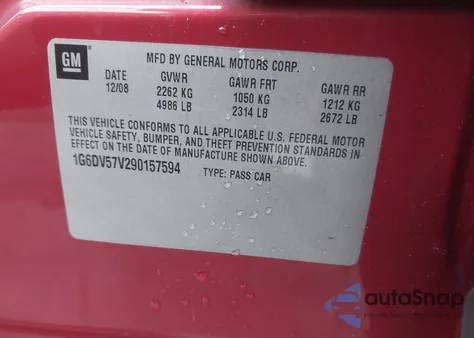 GM
MFD BY GENERAL MOTORS CORP.
DATE GVWR GAWR FRT GAWR RR
12/08 2262 KG 1050 KG 1212 KG
4986 LB 2314 LB 2672 LB
THIS VEHICLE CONFORMS TO ALL APPLICABLE U.S. FEDERAL MOTOR
VEHICLE SAFETY, BUMPER, AND THEFT PREVENTION STANDARDS IN
EFFECT ON THE DATE OF MANUFACTURE SHOWN ABOVE.
1G6DV57V290157594 TYPE: PASS CAR
autoSnap